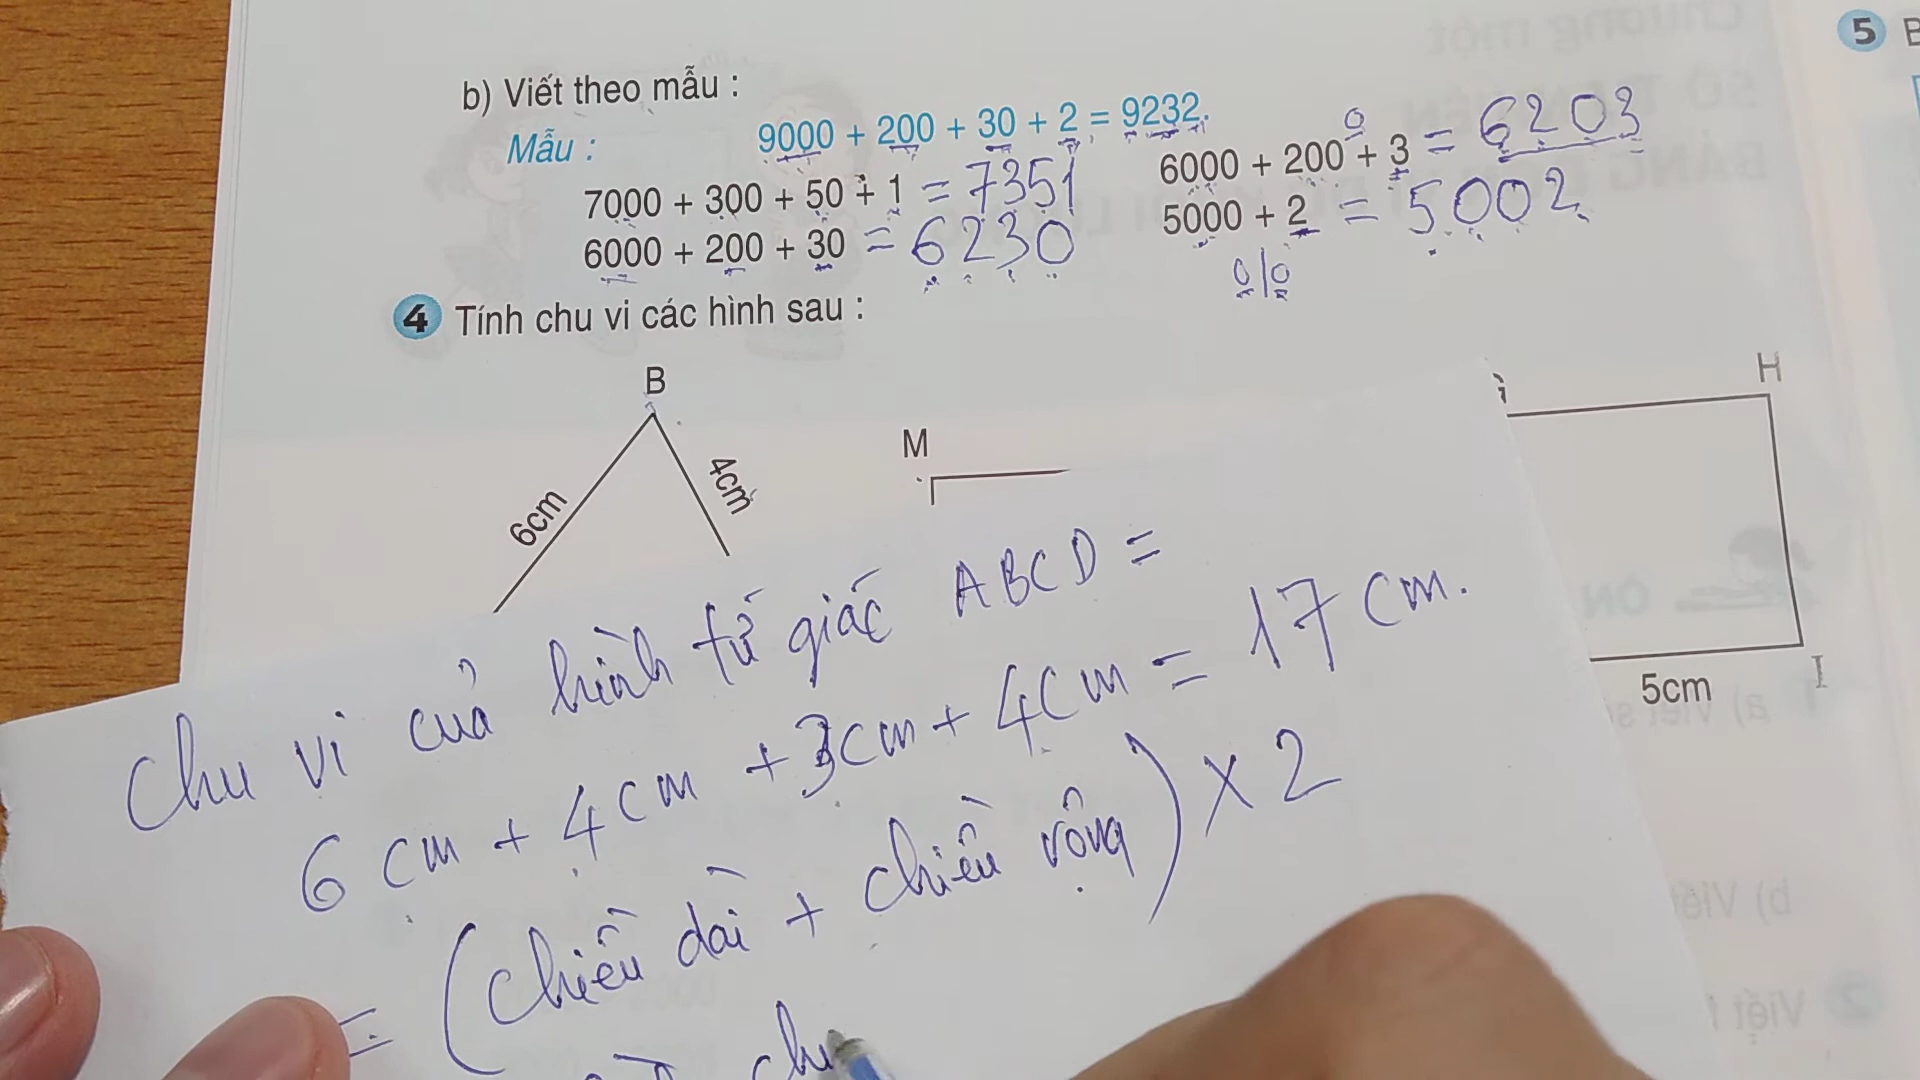 b) Viết theo mẫu :
Mẫu : 9000 + 200 + 30 + 2 = 9232.
7000 + 300 + 50 + 1 = 7351
6000 + 200 + 30 = 6230
0
6000 + 200 + 3 = 6203
5000 + 2 = 5002
0|0
4 Tính chu vi các hình sau :
B
6cm
4cm
M
H
I
5cm
chu vi của hình tứ giác ABCD =
6 cm + 4 cm + 3 cm + 4 cm = 17 cm.
= (chiều dài + chiều rộng) x 2
5